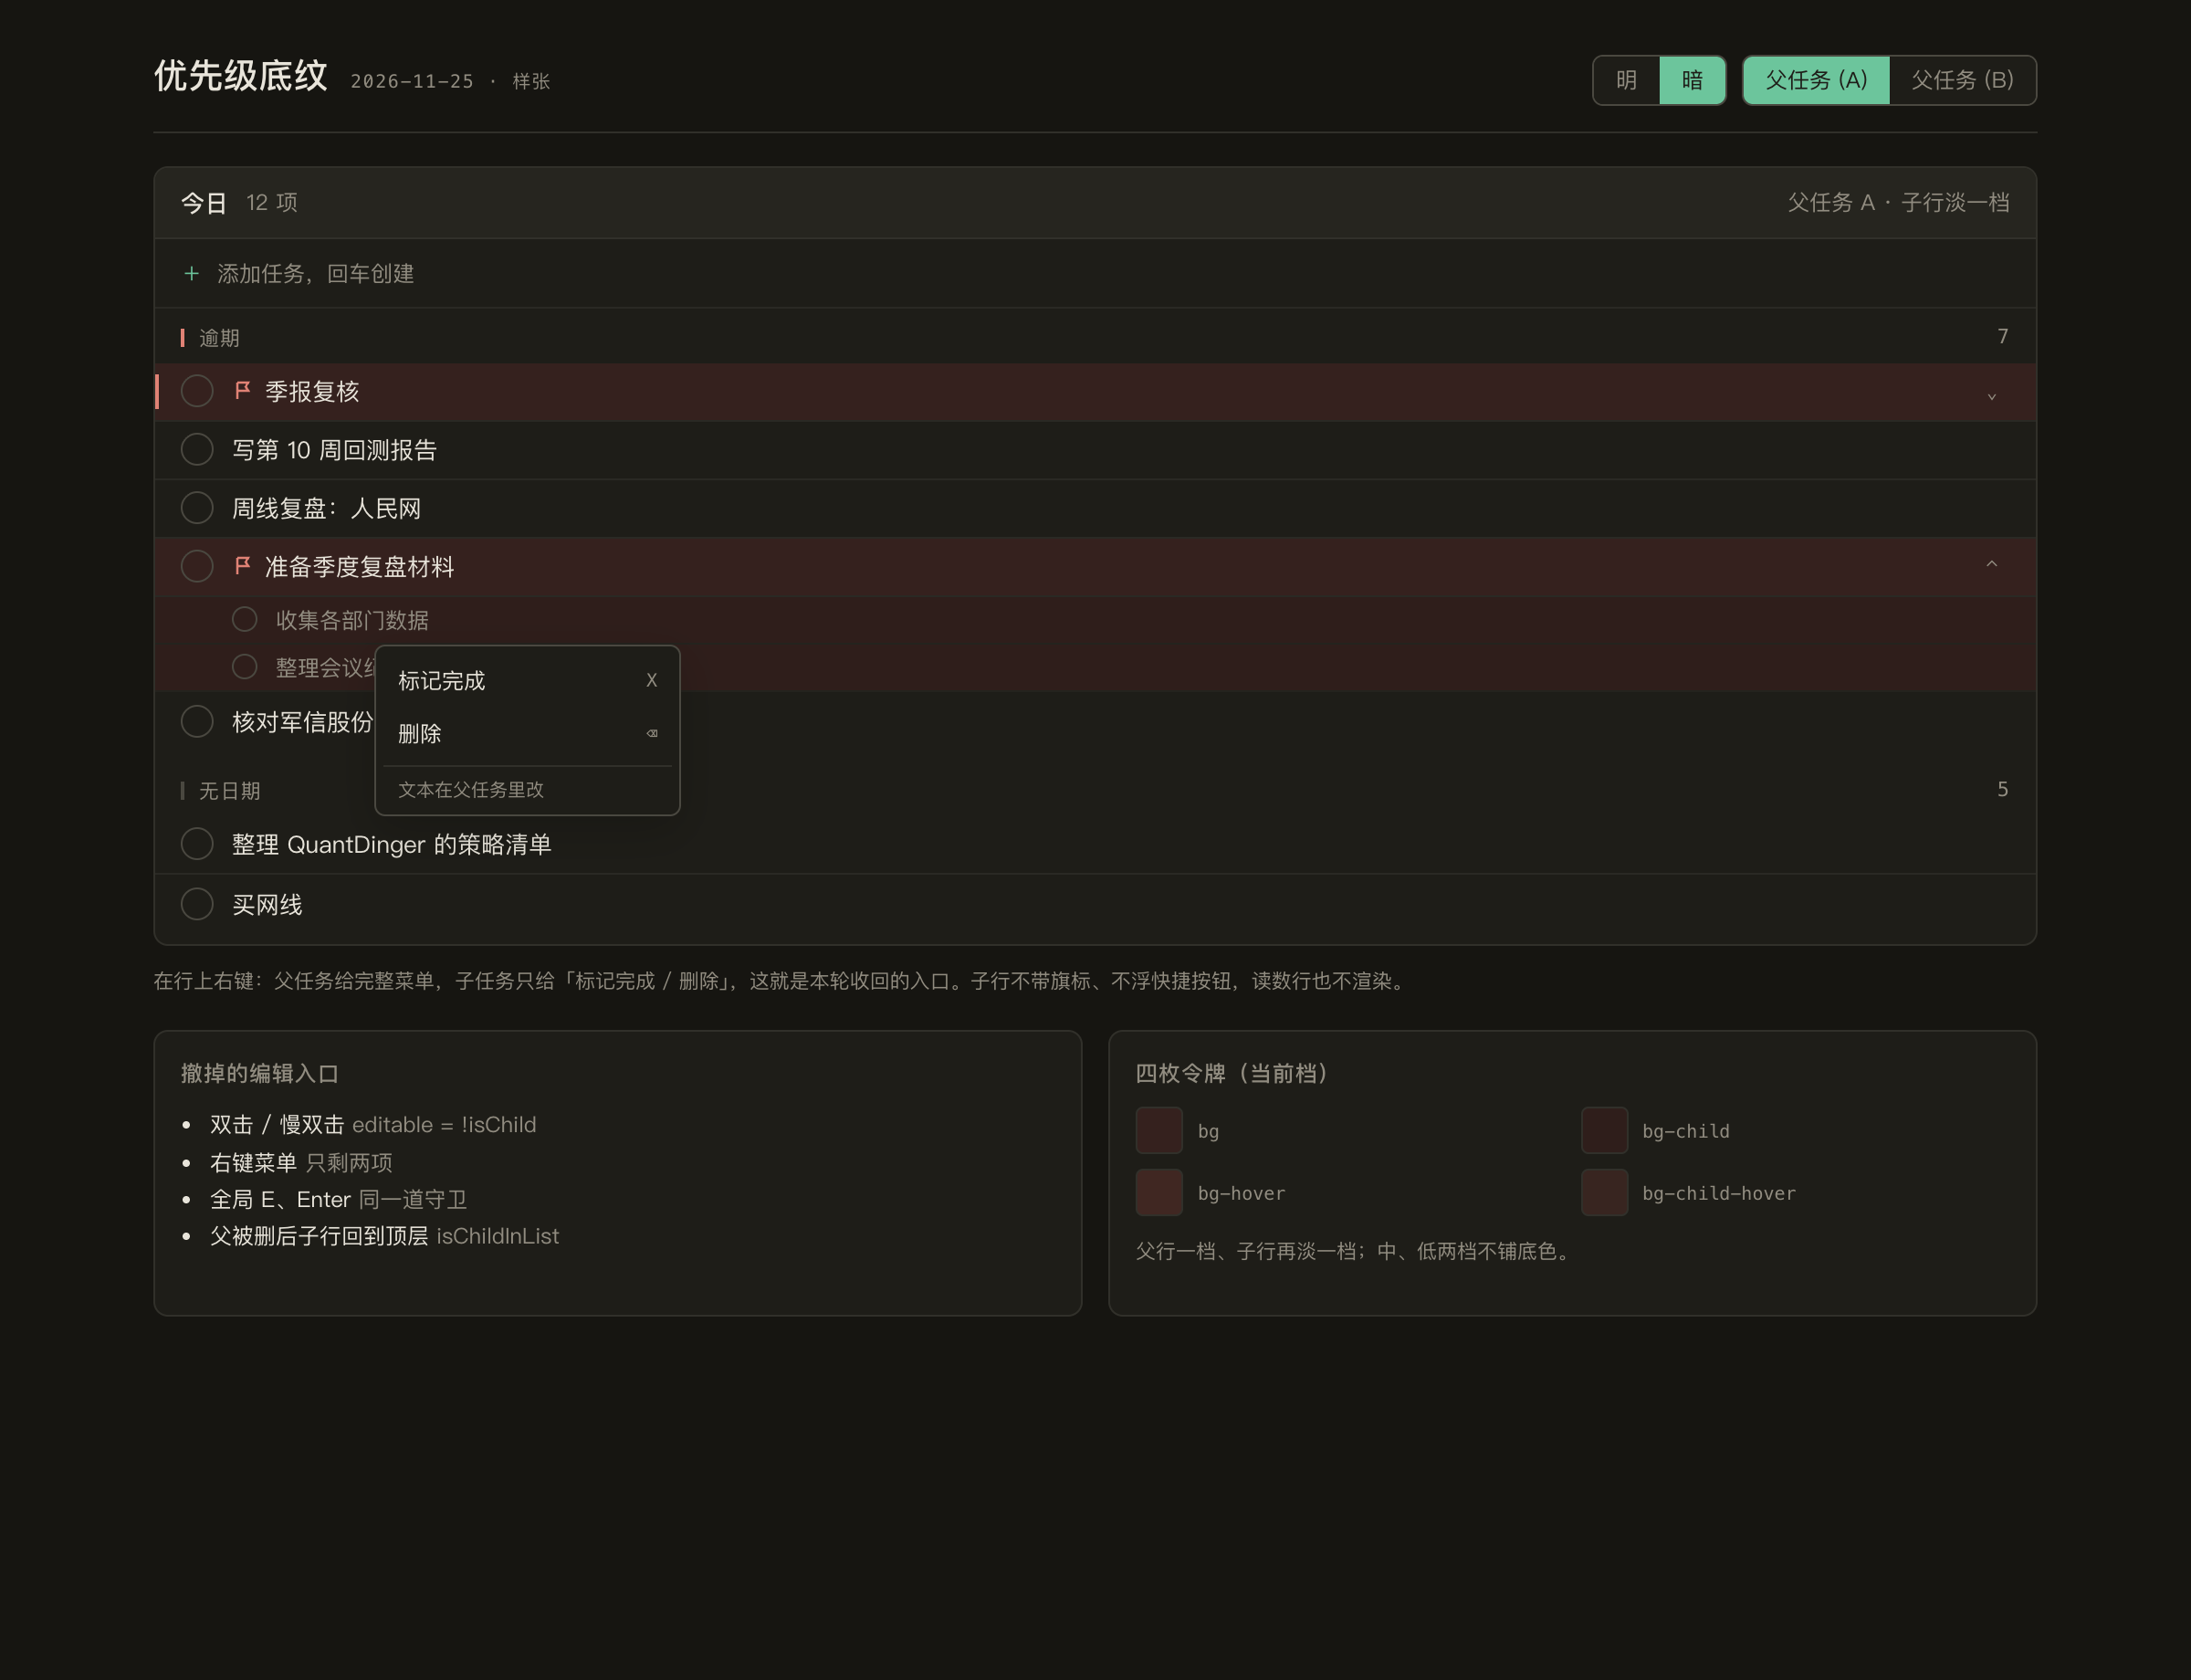 优先级底纹 2026-11-25 · 样张
明 暗 父任务 (A) 父任务 (B)
今日 12 项 父任务 A · 子行淡一档
+ 添加任务，回车创建
逾期 7
季报复核
写第 10 周回测报告
周线复盘：人民网
准备季度复盘材料
收集各部门数据
整理会议
标记完成 X
核对军信股份
删除 ⌫
文本在父任务里改
无日期 5
整理 QuantDinger 的策略清单
买网线
在行上右键：父任务给完整菜单，子任务只给「标记完成 / 删除」，这就是本轮收回的入口。子行不带旗标、不浮快捷按钮，读数行也不渲染。
撤掉的编辑入口
• 双击 / 慢双击 editable = !isChild
• 右键菜单 只剩两项
• 全局 E、Enter 同一道守卫
• 父被删后子行回到顶层 isChildInList
四枚令牌（当前档）
bg bg-child
bg-hover bg-child-hover
父行一档、子行再淡一档；中、低两档不铺底色。